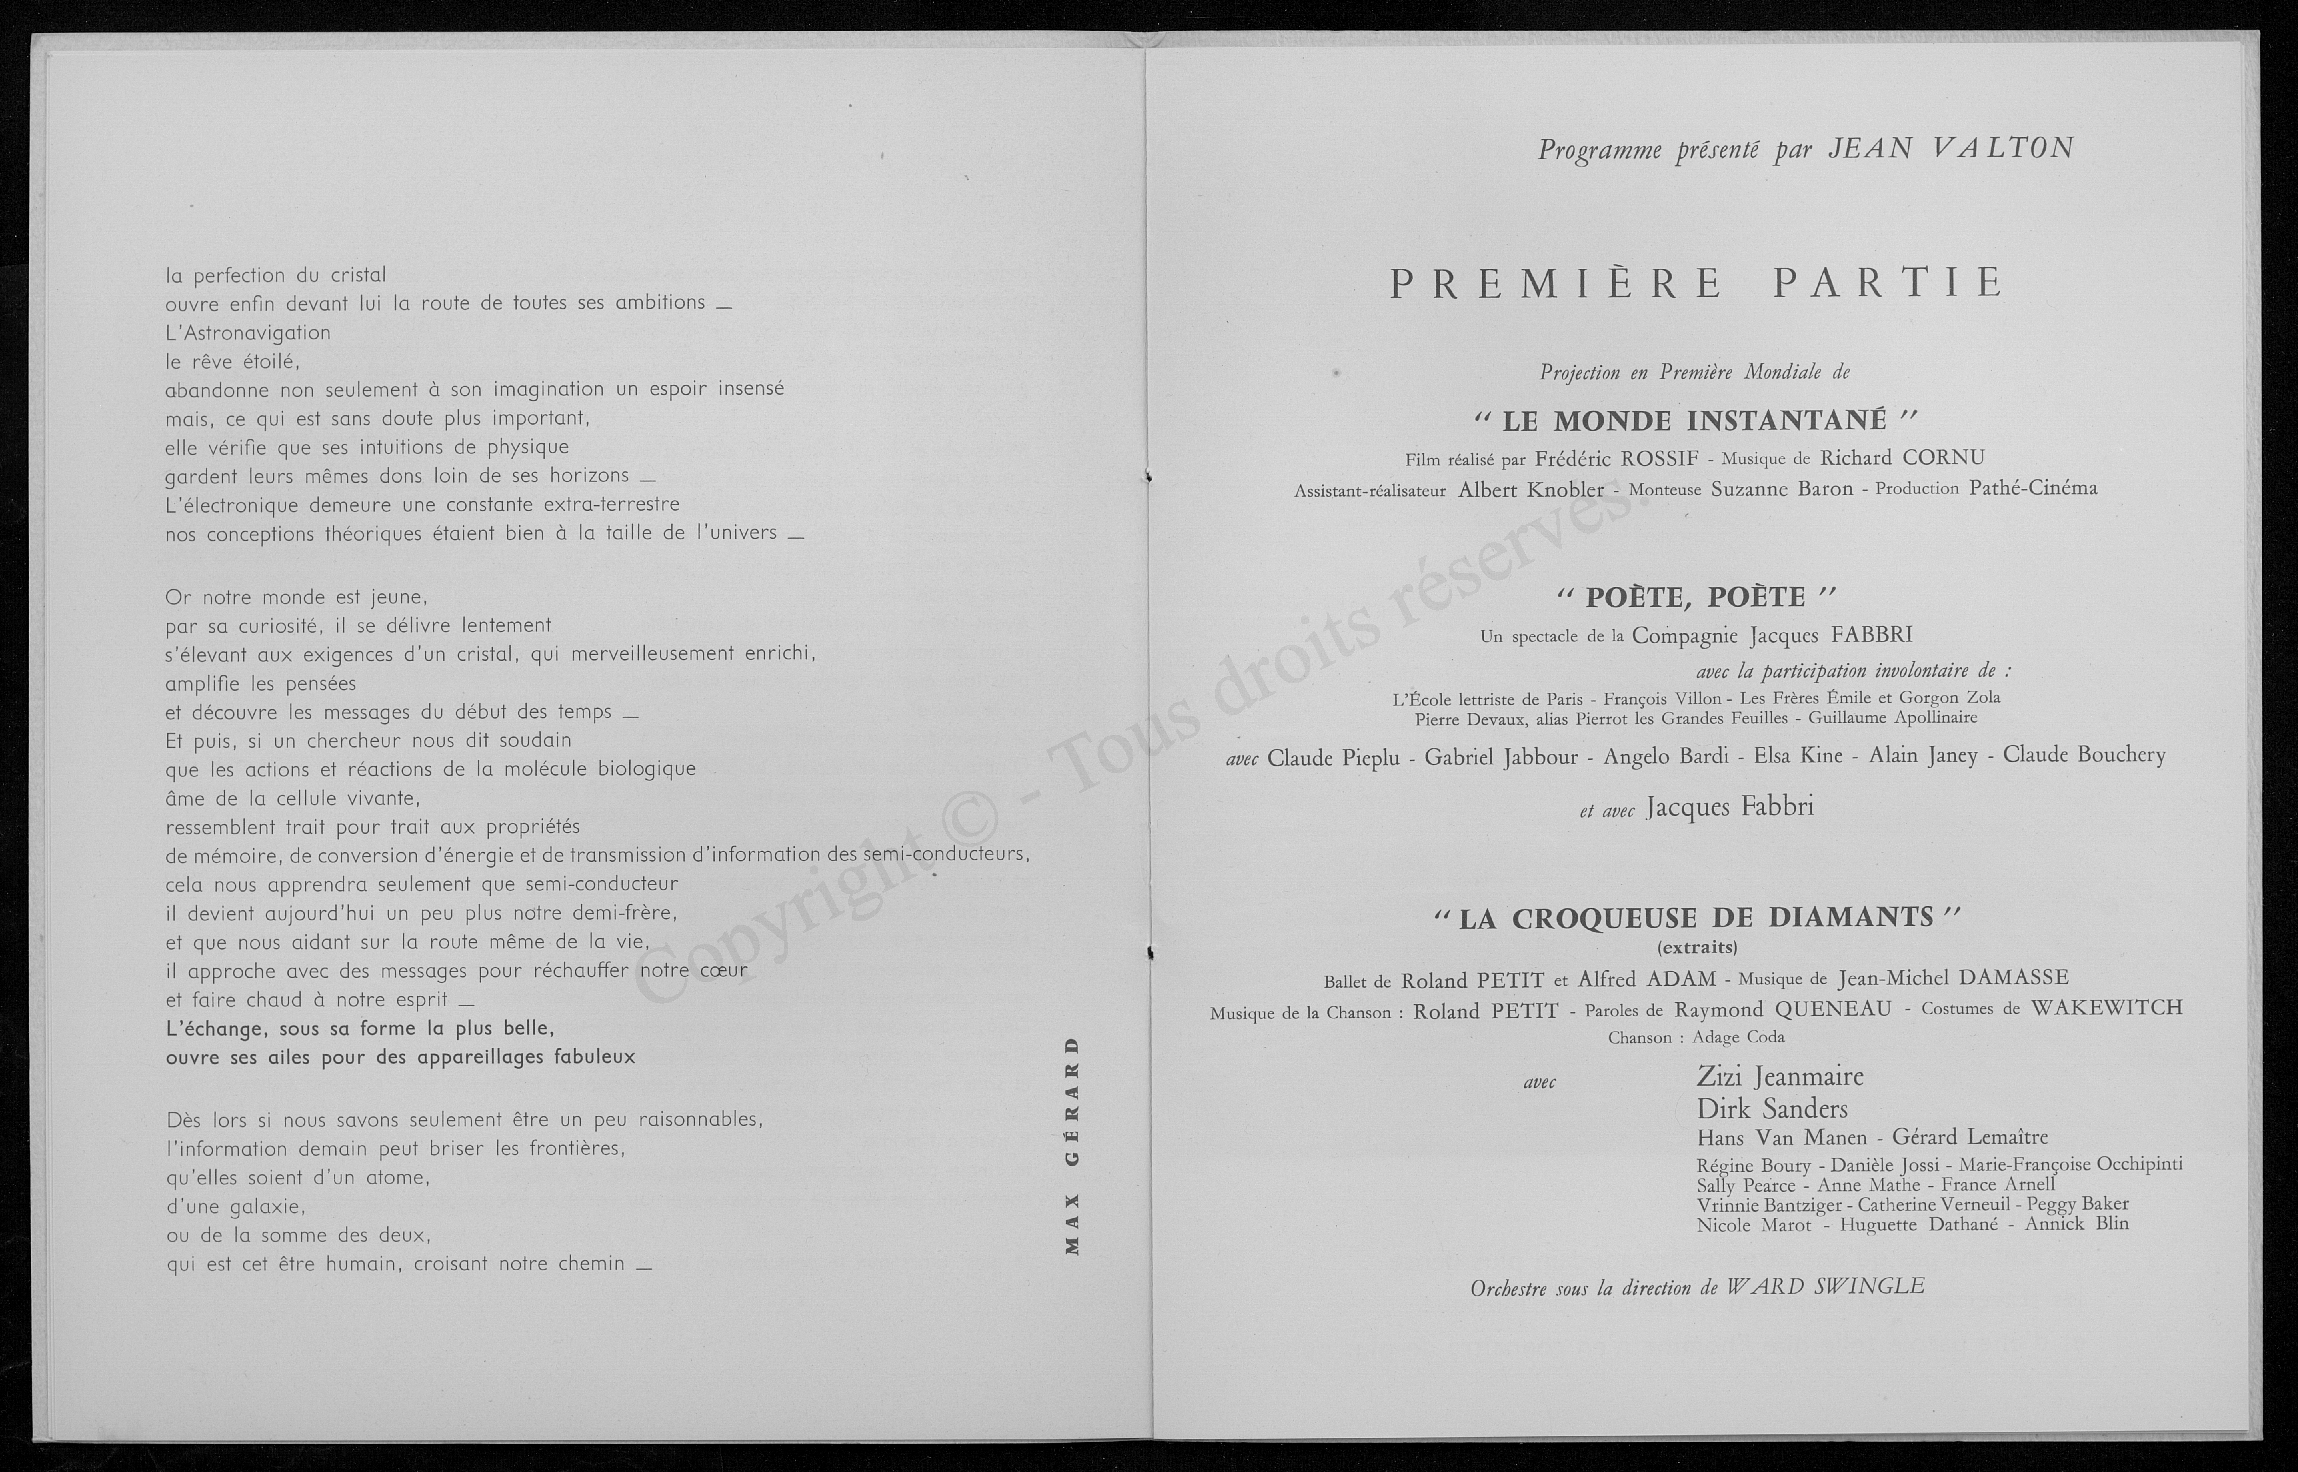 la perfection du cristal
ouvre enfin devant lui la route de toutes ses ambitions _
L'Astronavigation
le rêve étoilé,
abandonne non seulement à son imagination un espoir insensé
mais, ce qui est sans doute plus important,
elle vérifie que ses intuitions de physique
gardent leurs mêmes dons loin de ses horizons _
L'électronique demeure une constante extra-terrestre
nos conceptions théoriques étaient bien à la taille de l'univers _
Or notre monde est jeune,
par sa curiosité, il se délivre lentement
s'élevant aux exigences d'un cristal, qui merveilleusement enrichi,
amplifie les pensées
et découvre les messages du début des temps _
Et puis, si un chercheur nous dit soudain
que les actions et réactions de la molécule biologique
âme de la cellule vivante,
ressemblent trait pour trait aux propriétés
de mémoire, de conversion d'énergie et de transmission d'information des semi-conducteurs,
cela nous apprendra seulement que semi-conducteur
il devient aujourd'hui un peu plus notre demi-frère,
et que nous aidant sur la route même de la vie,
il approche avec des messages pour réchauffer notre cœur
et faire chaud à notre esprit _
L'échange, sous sa forme la plus belle,
ouvre ses ailes pour des appareillages fabuleux
Dès lors si nous savons seulement être un peu raisonnables,
l'information demain peut briser les frontières,
qu'elles soient d'un atome,
d'une galaxie,
ou de la somme des deux,
qui est cet être humain, croisant notre chemin _
MAX GÉRARD
Programme présenté par JEAN VALTON
PREMIÈRE PARTIE
Projection en Première Mondiale de
" LE MONDE INSTANTANÉ "
Film réalisé par Frédéric ROSSIF - Musique de Richard CORNU
Assistant-réalisateur Albert Knobler - Monteuse Suzanne Baron - Production Pathé-Cinéma
" POÈTE, POÈTE "
Un spectacle de la Compagnie Jacques FABBRI
avec la participation involontaire de :
L'École lettriste de Paris - François Villon - Les Frères Émile et Gorgon Zola
Pierre Devaux, alias Pierrot les Grandes Feuilles - Guillaume Apollinaire
avec Claude Pieplu - Gabriel Jabbour - Angelo Bardi - Elsa Kine - Alain Janey - Claude Bouchery
et avec Jacques Fabbri
" LA CROQUEUSE DE DIAMANTS "
(extraits)
Ballet de Roland PETIT et Alfred ADAM - Musique de Jean-Michel DAMASSE
Musique de la Chanson : Roland PETIT - Paroles de Raymond QUENEAU - Costumes de WAKEWITCH
Chanson : Adage Coda
avec Zizi Jeanmaire
Dirk Sanders
Hans Van Manen - Gérard Lemaître
Régine Boury - Danièle Jossi - Marie-Françoise Occhipinti
Sally Pearce - Anne Mathe - France Arnell
Vrinnie Bantziger - Catherine Verneuil - Peggy Baker
Nicole Marot - Huguette Dathané - Annick Blin
Orchestre sous la direction de WARD SWINGLE
Copyright © - Tous droits réservés.